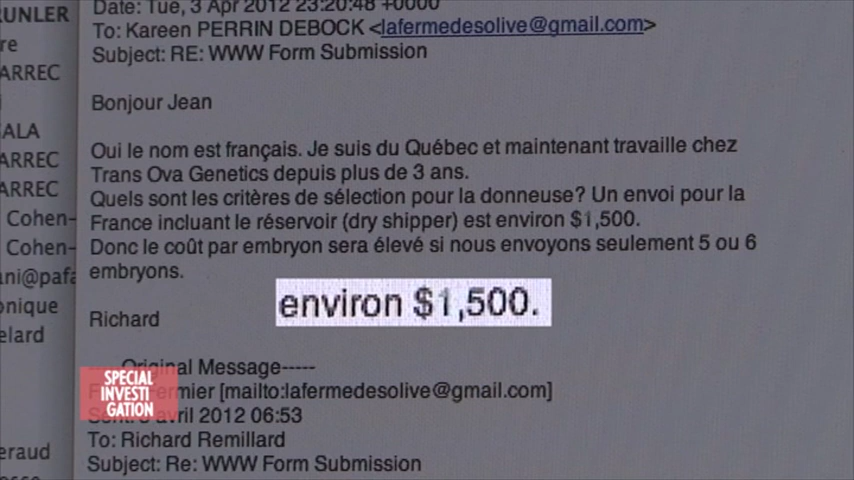 Date: Tue, 3 Apr 2012 23:20:48 +0000
To: Kareen PERRIN DEBOCK <lafermedesolive@gmail.com>
Subject: RE: WWW Form Submission
Bonjour Jean
Oui le nom est français. Je suis du Québec et maintenant travaille chez
Trans Ova Genetics depuis plus de 3 ans.
Quels sont les critères de sélection pour la donneuse? Un envoi pour la
France incluant le réservoir (dry shipper) est environ $1,500.
Donc le coût par embryon sera élevé si nous envoyons seulement 5 ou 6
embryons.
environ $1,500.
Richard
Original Message-----
Fermier [mailto:lafermedesolive@gmail.com]
avril 2012 06:53
To: Richard Remillard
Subject: Re: WWW Form Submission
RUNLER
re
ARREC
ALA
ARREC
ARREC
Cohen-
Cohen-
ani@pafa
onique
elard
eraud
SPECIAL
INVESTI
GATION